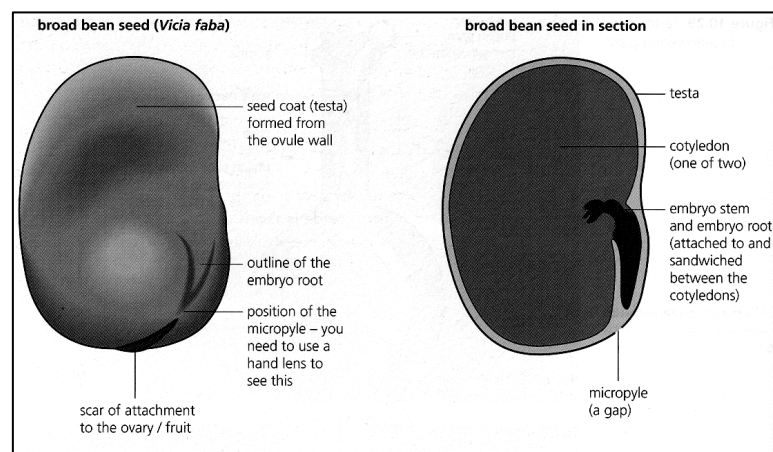 broad bean seed (Vicia faba)
seed coat (testa)
formed from
the ovule wall
outline of the
embryo root
position of the
micropyle – you
need to use a
hand lens to
see this
scar of attachment
to the ovary / fruit
broad bean seed in section
testa
cotyledon
(one of two)
embryo stem
and embryo root
(attached to and
sandwiched
between the
cotyledons)
micropyle
(a gap)